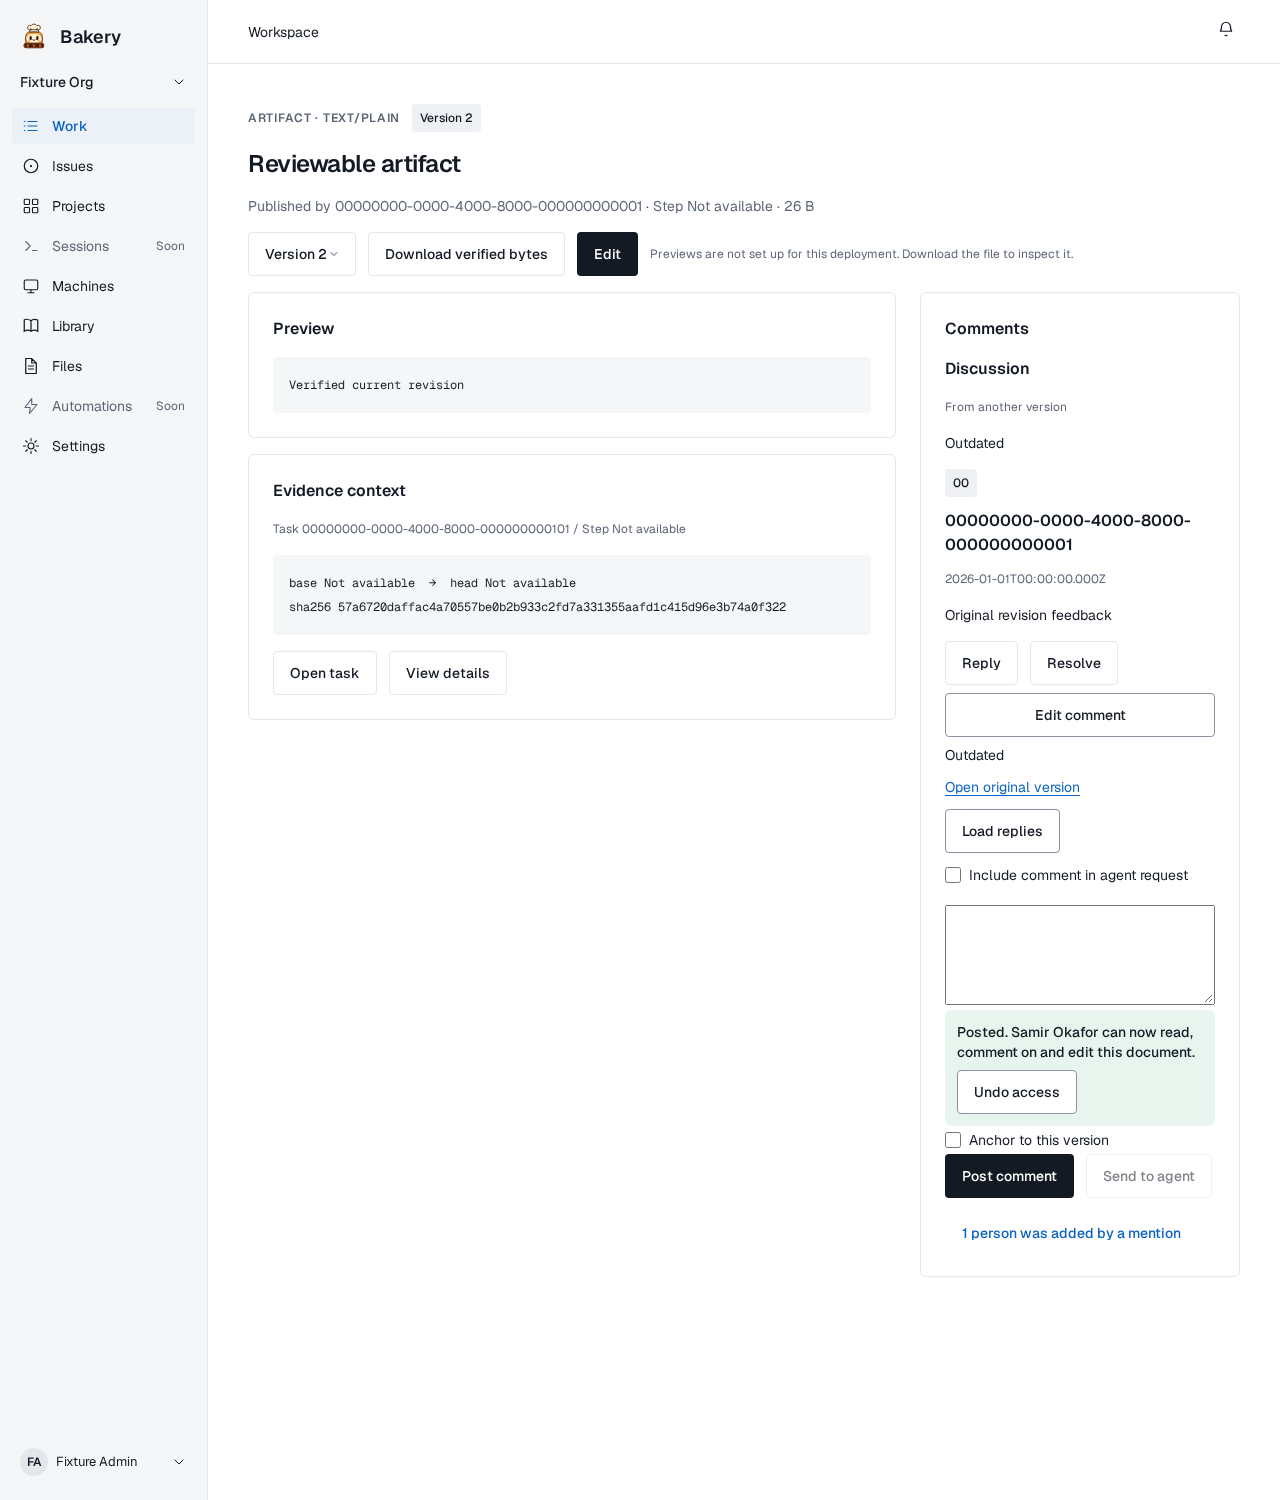 Bakery
Fixture Org
Work
Issues
Projects
Sessions Soon
Machines
Library
Files
Automations Soon
Settings
FA Fixture Admin
Workspace
ARTIFACT · TEXT/PLAIN Version 2
Reviewable artifact
Published by 00000000-0000-4000-8000-000000000001 · Step Not available · 26 B
Version 2 Download verified bytes Edit Previews are not set up for this deployment. Download the file to inspect it.
Preview
Verified current revision
Evidence context
Task 00000000-0000-4000-8000-000000000101 / Step Not available
base Not available → head Not available
sha256 57a6720daffac4a70557be0b2b933c2fd7a331355aafd1c415d96e3b74a0f322
Open task View details
Comments
Discussion
From another version
Outdated
00
00000000-0000-4000-8000-
000000000001
2026-01-01T00:00:00.000Z
Original revision feedback
Reply Resolve
Edit comment
Outdated
Open original version
Load replies
Include comment in agent request
Posted. Samir Okafor can now read,
comment on and edit this document.
Undo access
Anchor to this version
Post comment Send to agent
1 person was added by a mention